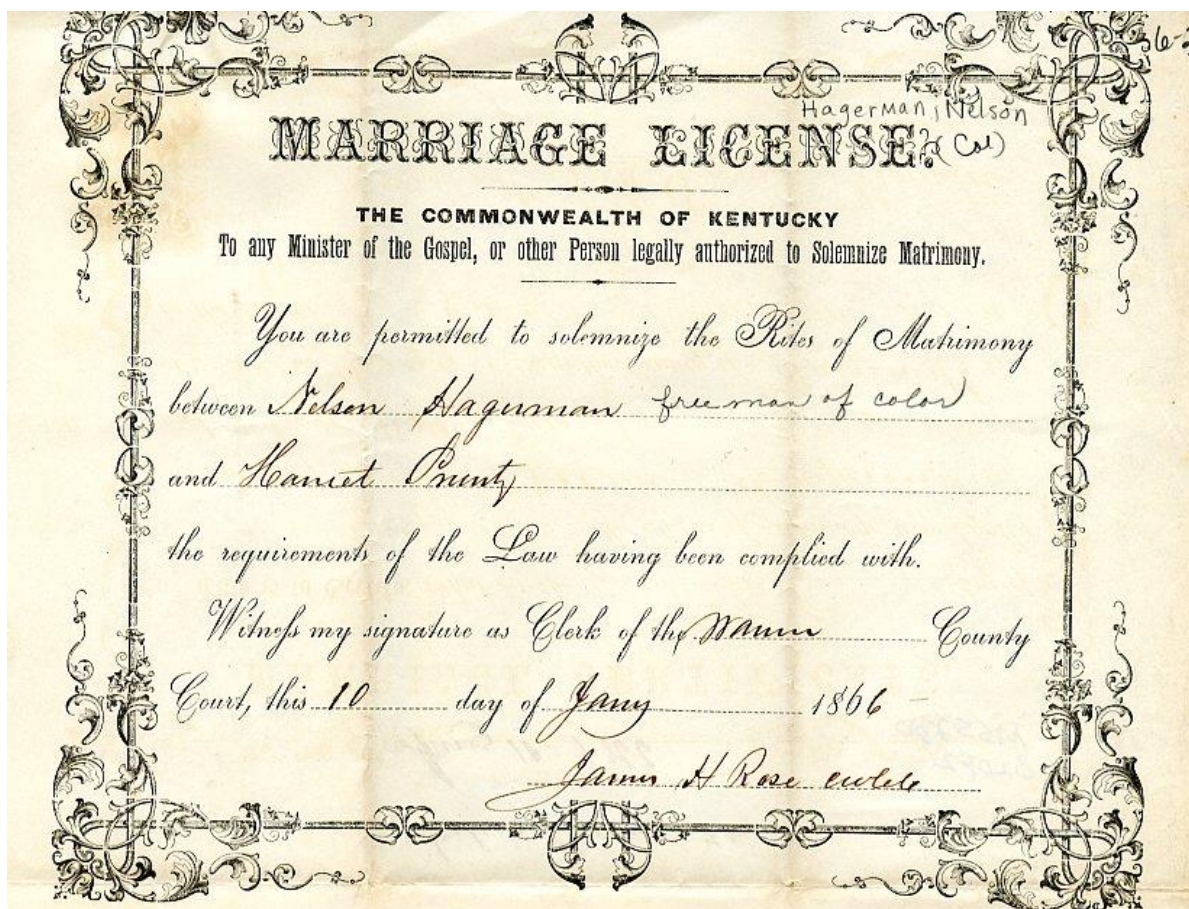 6-
Hagerman, Nelson
MARRIAGE LICENSE.
(Col)
THE COMMONWEALTH OF KENTUCKY
To any Minister of the Gospel, or other Person legally authorized to Solemnize Matrimony.
You are permitted to solemnize the Rites of Matrimony
between Nelson Hagerman free man of color
and Harriet
the requirements of the Law having been complied with.
Witness my signature as Clerk of the Warren County
Court, this 10 day of Jany 1866
James H Rose